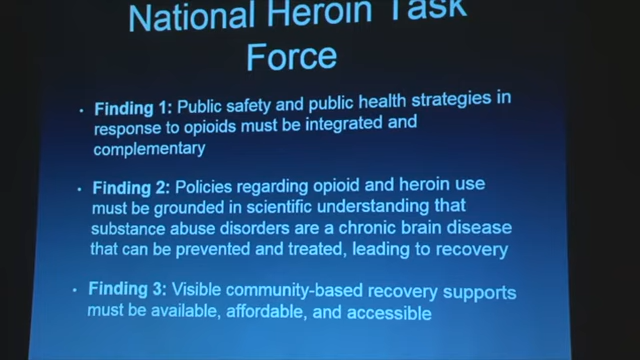 National Heroin Task
Force
• Finding 1: Public safety and public health strategies in
response to opioids must be integrated and
complementary
• Finding 2: Policies regarding opioid and heroin use
must be grounded in scientific understanding that
substance abuse disorders are a chronic brain disease
that can be prevented and treated, leading to recovery
• Finding 3: Visible community-based recovery supports
must be available, affordable, and accessible